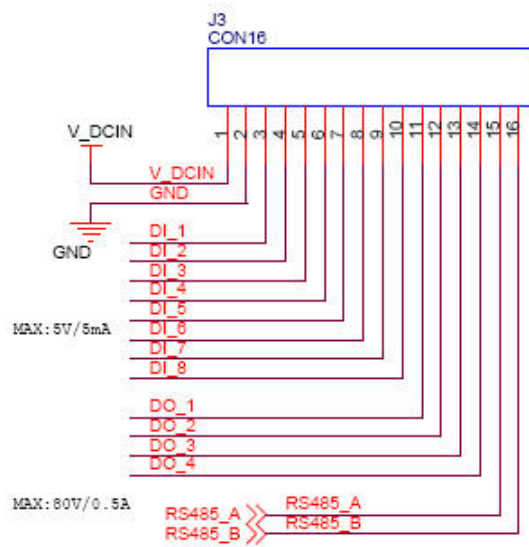 J3
CON16
1 2 3 4 5 6 7 8 9 10 11 12 13 14 15 16
V_DCIN
V_DCIN
GND
GND
DI_1
DI_2
DI_3
DI_4
DI_5
MAX:5V/5mA
DI_6
DI_7
DI_8
DO_1
DO_2
DO_3
DO_4
MAX:80V/0.5A
RS485_A RS485_A
RS485_B RS485_B